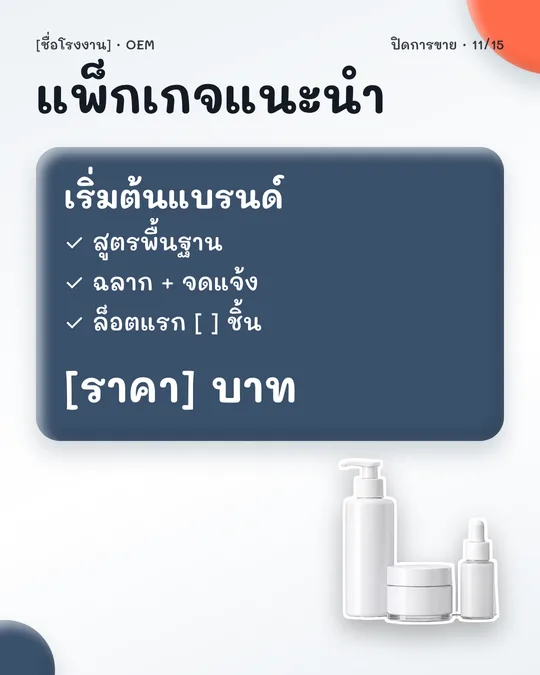 [ชื่อโรงงาน] · OEM
ปิดการขาย · 11/15
แพ็กเกจแนะนำ
เริ่มต้นแบรนด์
✓ สูตรพื้นฐาน
✓ ฉลาก + จดแจ้ง
✓ ล็อตแรก [ ] ชิ้น
[ราคา] บาท